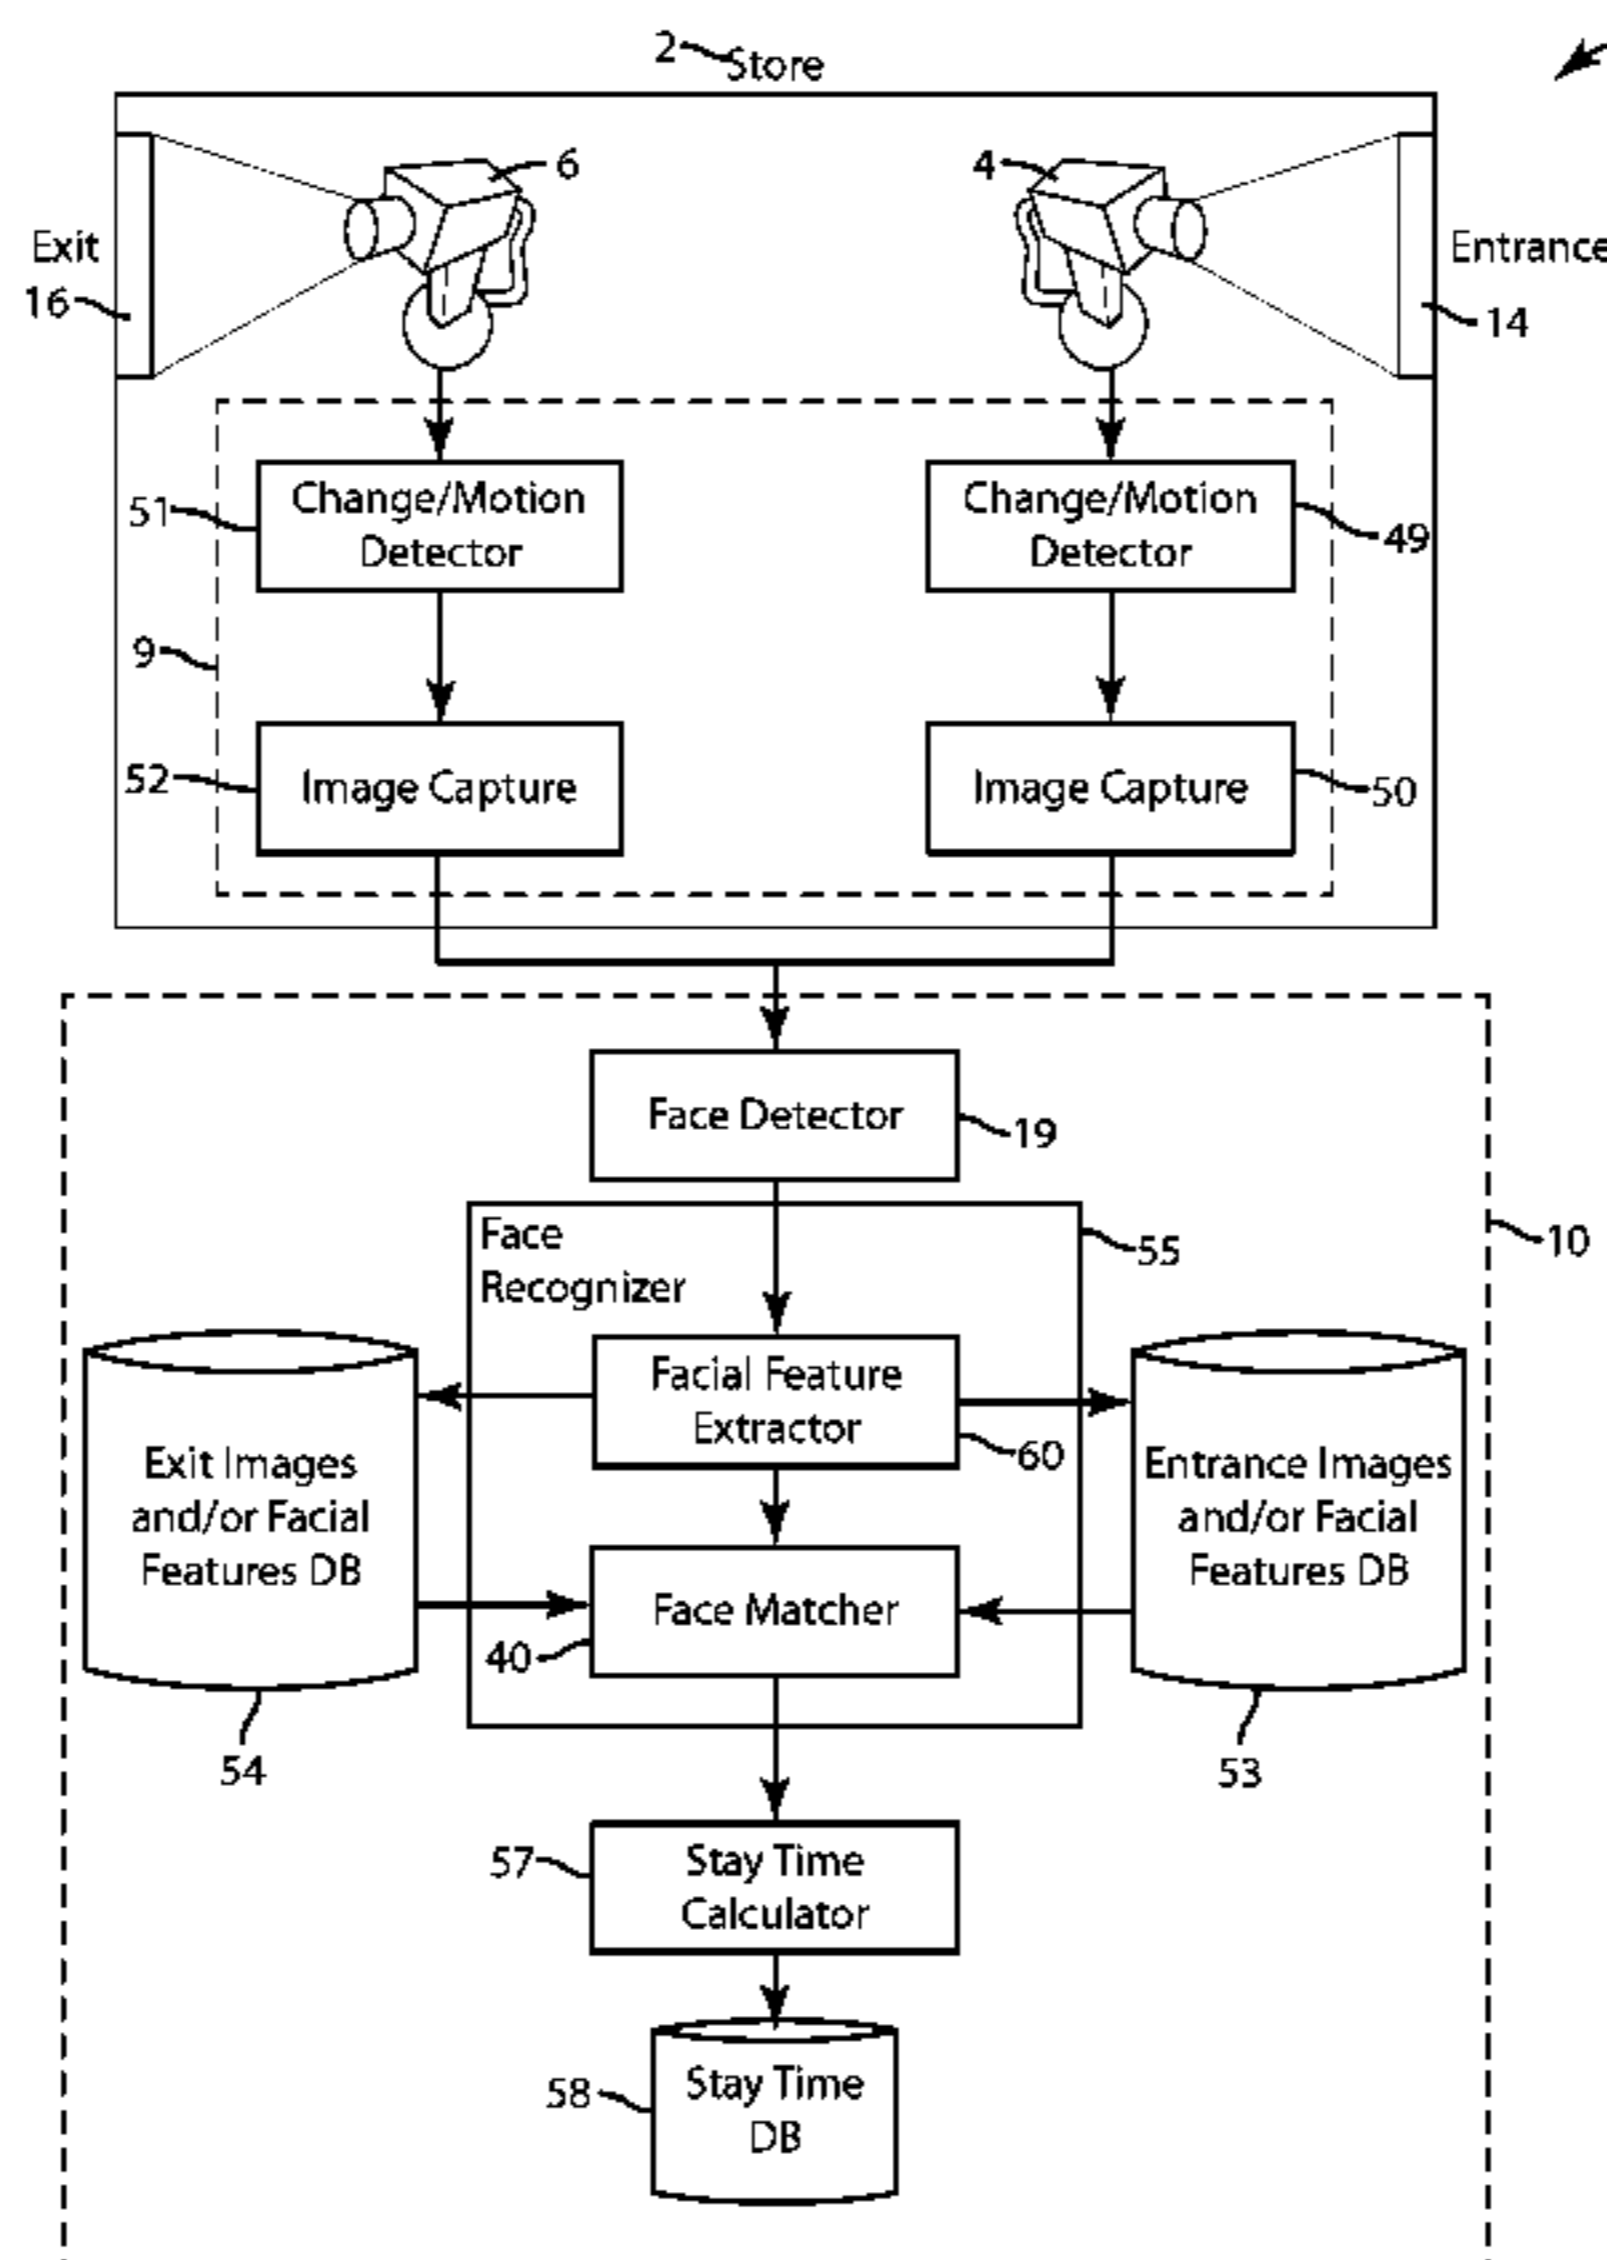 2 Store
6
4
Exit
16
Entrance
14
Change/Motion
Detector
51
Change/Motion
Detector
49
9
Image Capture
52
Image Capture
50
Face Detector
19
Face
Recognizer
55
10
Facial Feature
Extractor
60
Exit Images
and/or Facial
Features DB
Entrance Images
and/or Facial
Features DB
Face Matcher
40
54
53
57
Stay Time
Calculator
58
Stay Time
DB